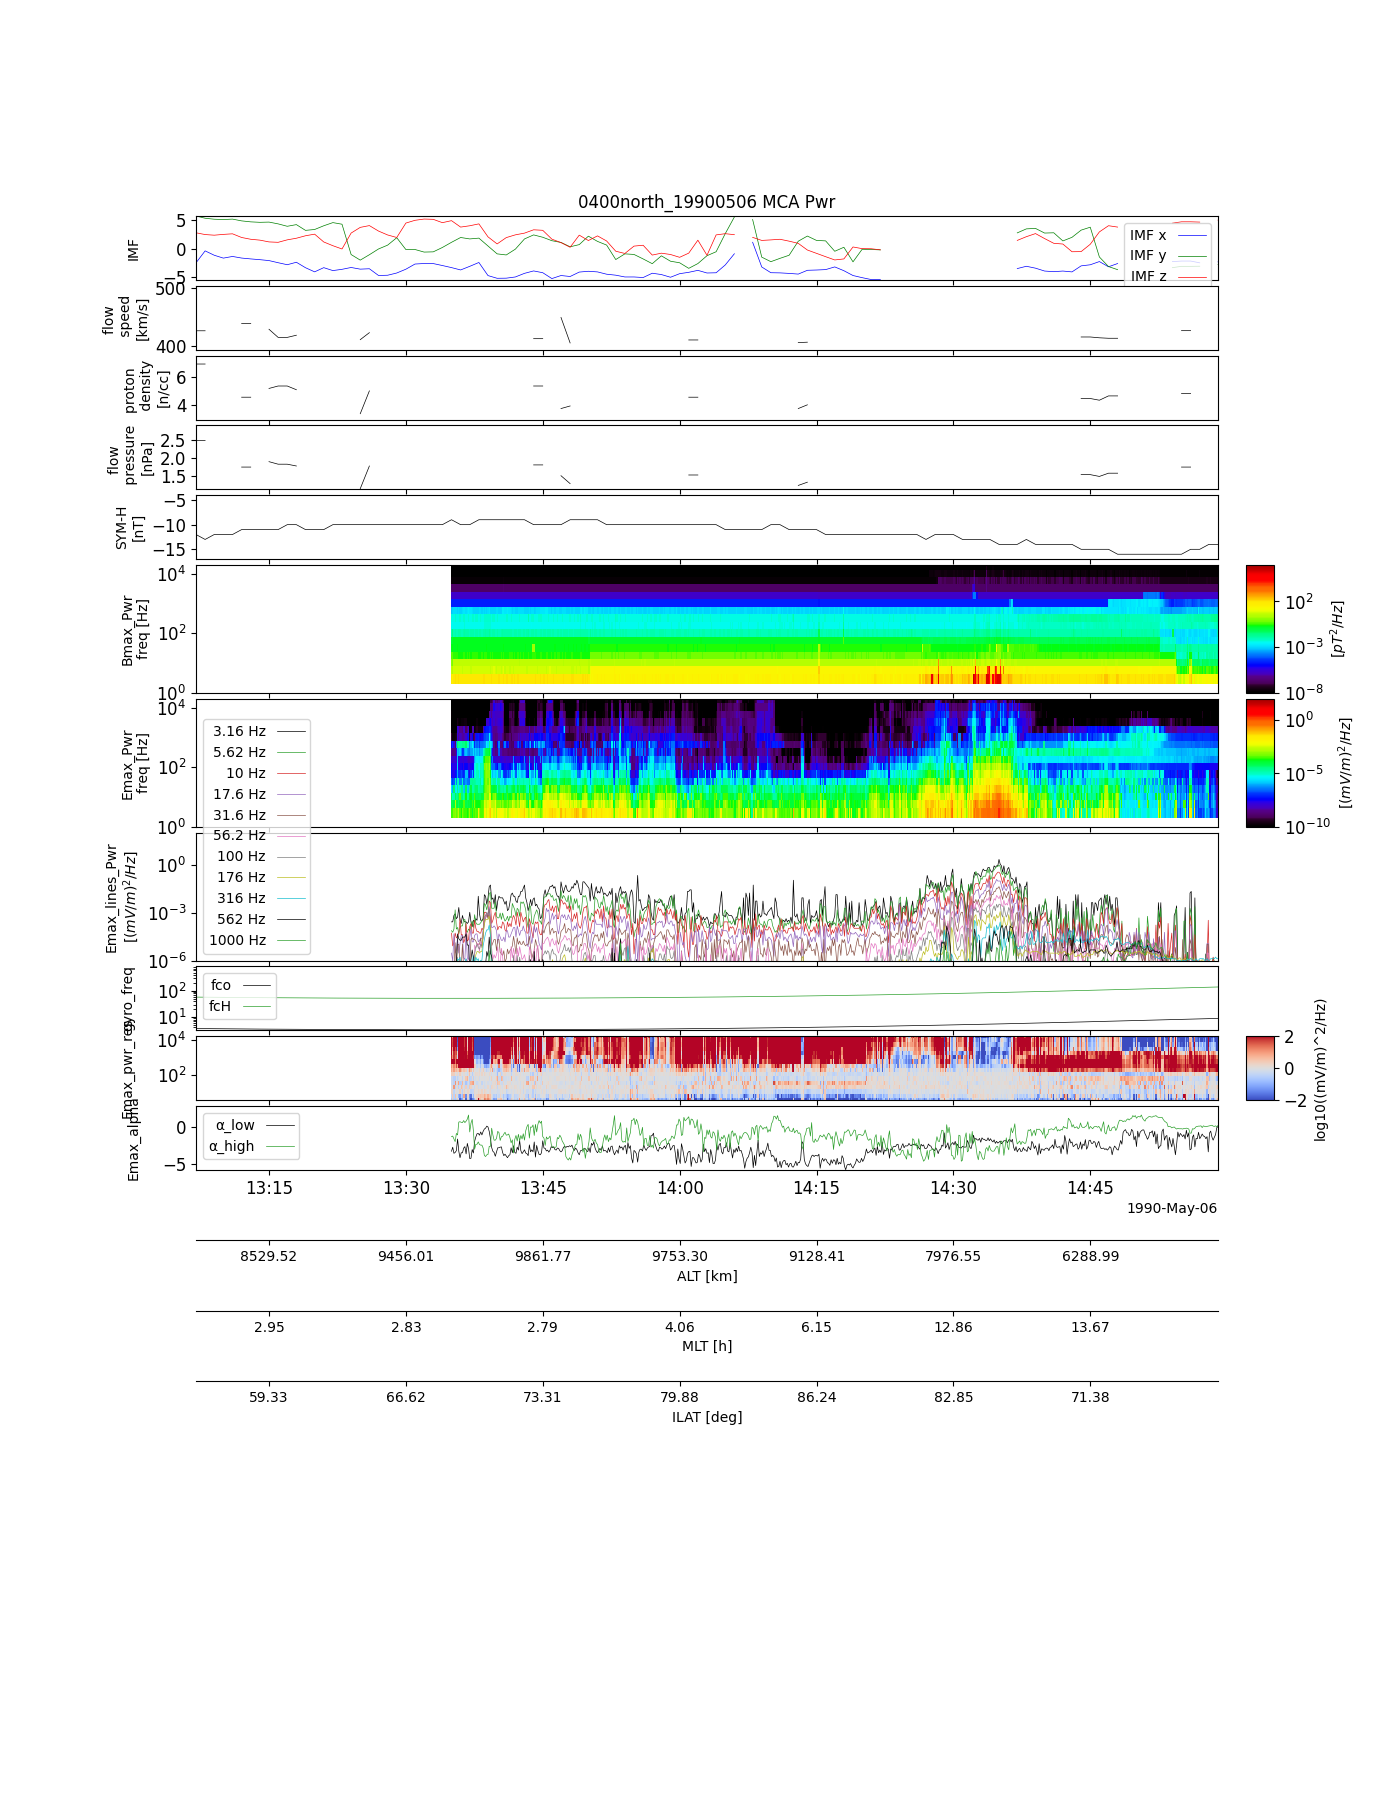 0400north_19900506 MCA Pwr
IMF
5
0
−5
IMF x
IMF y
IMF z
flow
speed
[km/s]
500
400
proton
density
[n/cc]
6
4
flow
pressure
[nPa]
2.5
2.0
1.5
SYM-H
[nT]
−5
−10
−15
Bmax_Pwr
freq [Hz]
10^4
10^2
10^0
10^2
10^−3
10^−8
[pT^2/Hz]
Emax_Pwr
freq [Hz]
10^4
10^2
10^0
10^0
10^−5
10^−10
[(mV/m)^2/Hz]
3.16 Hz
5.62 Hz
10 Hz
17.6 Hz
31.6 Hz
56.2 Hz
100 Hz
176 Hz
316 Hz
562 Hz
1000 Hz
Emax_lines_Pwr
[(mV/m)^2/Hz]
10^0
10^−3
10^−6
gyro_freq
10^2
10^1
fco
fcH
Emax_pwr_reg
10^4
10^2
2
0
−2
log10((mV/m)^2/Hz)
Emax_alpha
0
−5
α_low
α_high
13:15 13:30 13:45 14:00 14:15 14:30 14:45
1990-May-06
8529.52 9456.01 9861.77 9753.30 9128.41 7976.55 6288.99
ALT [km]
2.95 2.83 2.79 4.06 6.15 12.86 13.67
MLT [h]
59.33 66.62 73.31 79.88 86.24 82.85 71.38
ILAT [deg]